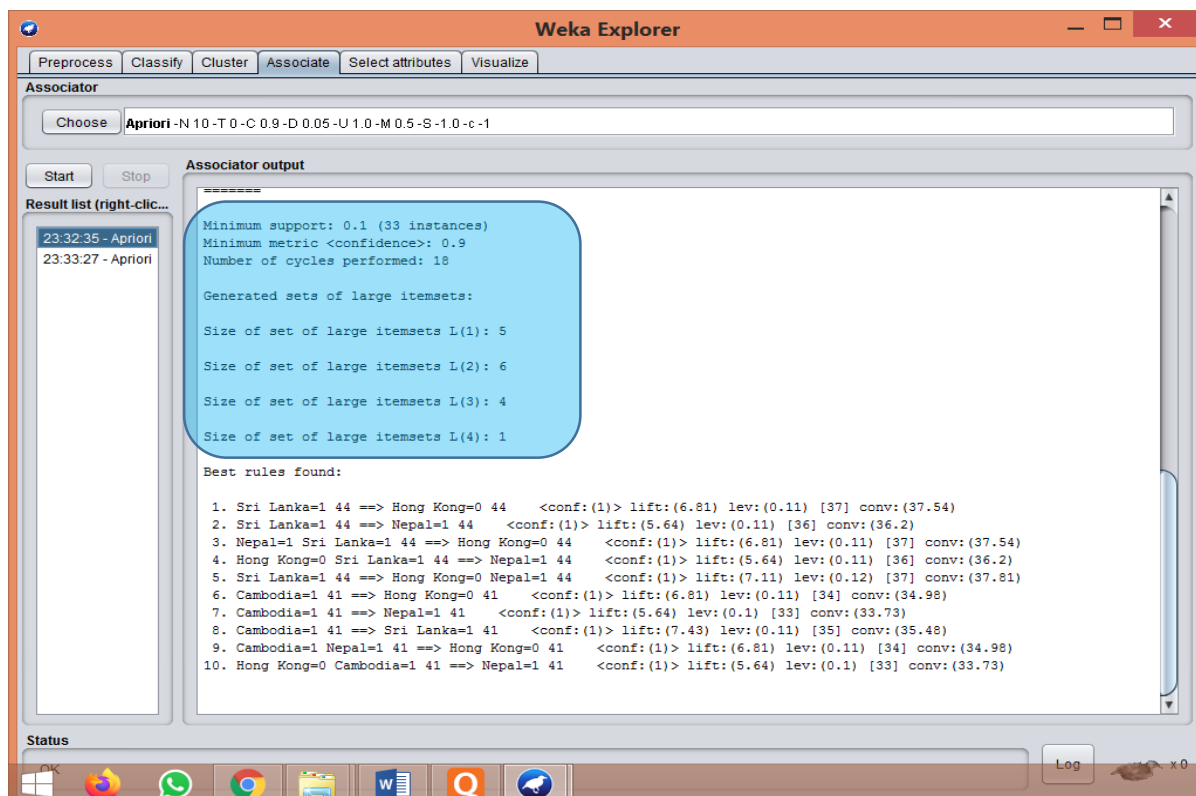 Weka Explorer
Preprocess Classify Cluster Associate Select attributes Visualize
Associator
Choose Apriori -N 10 -T 0 -C 0.9 -D 0.05 -U 1.0 -M 0.5 -S -1.0 -c -1
Start Stop
Result list (right-clic...
23:32:35 - Apriori
23:33:27 - Apriori
Associator output
=======
Minimum support: 0.1 (33 instances)
Minimum metric <confidence>: 0.9
Number of cycles performed: 18
Generated sets of large itemsets:
Size of set of large itemsets L(1): 5
Size of set of large itemsets L(2): 6
Size of set of large itemsets L(3): 4
Size of set of large itemsets L(4): 1
Best rules found:
1. Sri Lanka=1 44 ==> Hong Kong=0 44 <conf:(1)> lift:(6.81) lev:(0.11) [37] conv:(37.54)
2. Sri Lanka=1 44 ==> Nepal=1 44 <conf:(1)> lift:(5.64) lev:(0.11) [36] conv:(36.2)
3. Nepal=1 Sri Lanka=1 44 ==> Hong Kong=0 44 <conf:(1)> lift:(6.81) lev:(0.11) [37] conv:(37.54)
4. Hong Kong=0 Sri Lanka=1 44 ==> Nepal=1 44 <conf:(1)> lift:(5.64) lev:(0.11) [36] conv:(36.2)
5. Sri Lanka=1 44 ==> Hong Kong=0 Nepal=1 44 <conf:(1)> lift:(7.11) lev:(0.12) [37] conv:(37.81)
6. Cambodia=1 41 ==> Hong Kong=0 41 <conf:(1)> lift:(6.81) lev:(0.11) [34] conv:(34.98)
7. Cambodia=1 41 ==> Nepal=1 41 <conf:(1)> lift:(5.64) lev:(0.1) [33] conv:(33.73)
8. Cambodia=1 41 ==> Sri Lanka=1 41 <conf:(1)> lift:(7.43) lev:(0.11) [35] conv:(35.48)
9. Cambodia=1 Nepal=1 41 ==> Hong Kong=0 41 <conf:(1)> lift:(6.81) lev:(0.11) [34] conv:(34.98)
10. Hong Kong=0 Cambodia=1 41 ==> Nepal=1 41 <conf:(1)> lift:(5.64) lev:(0.1) [33] conv:(33.73)
Status
OK
Log x 0
W
Q